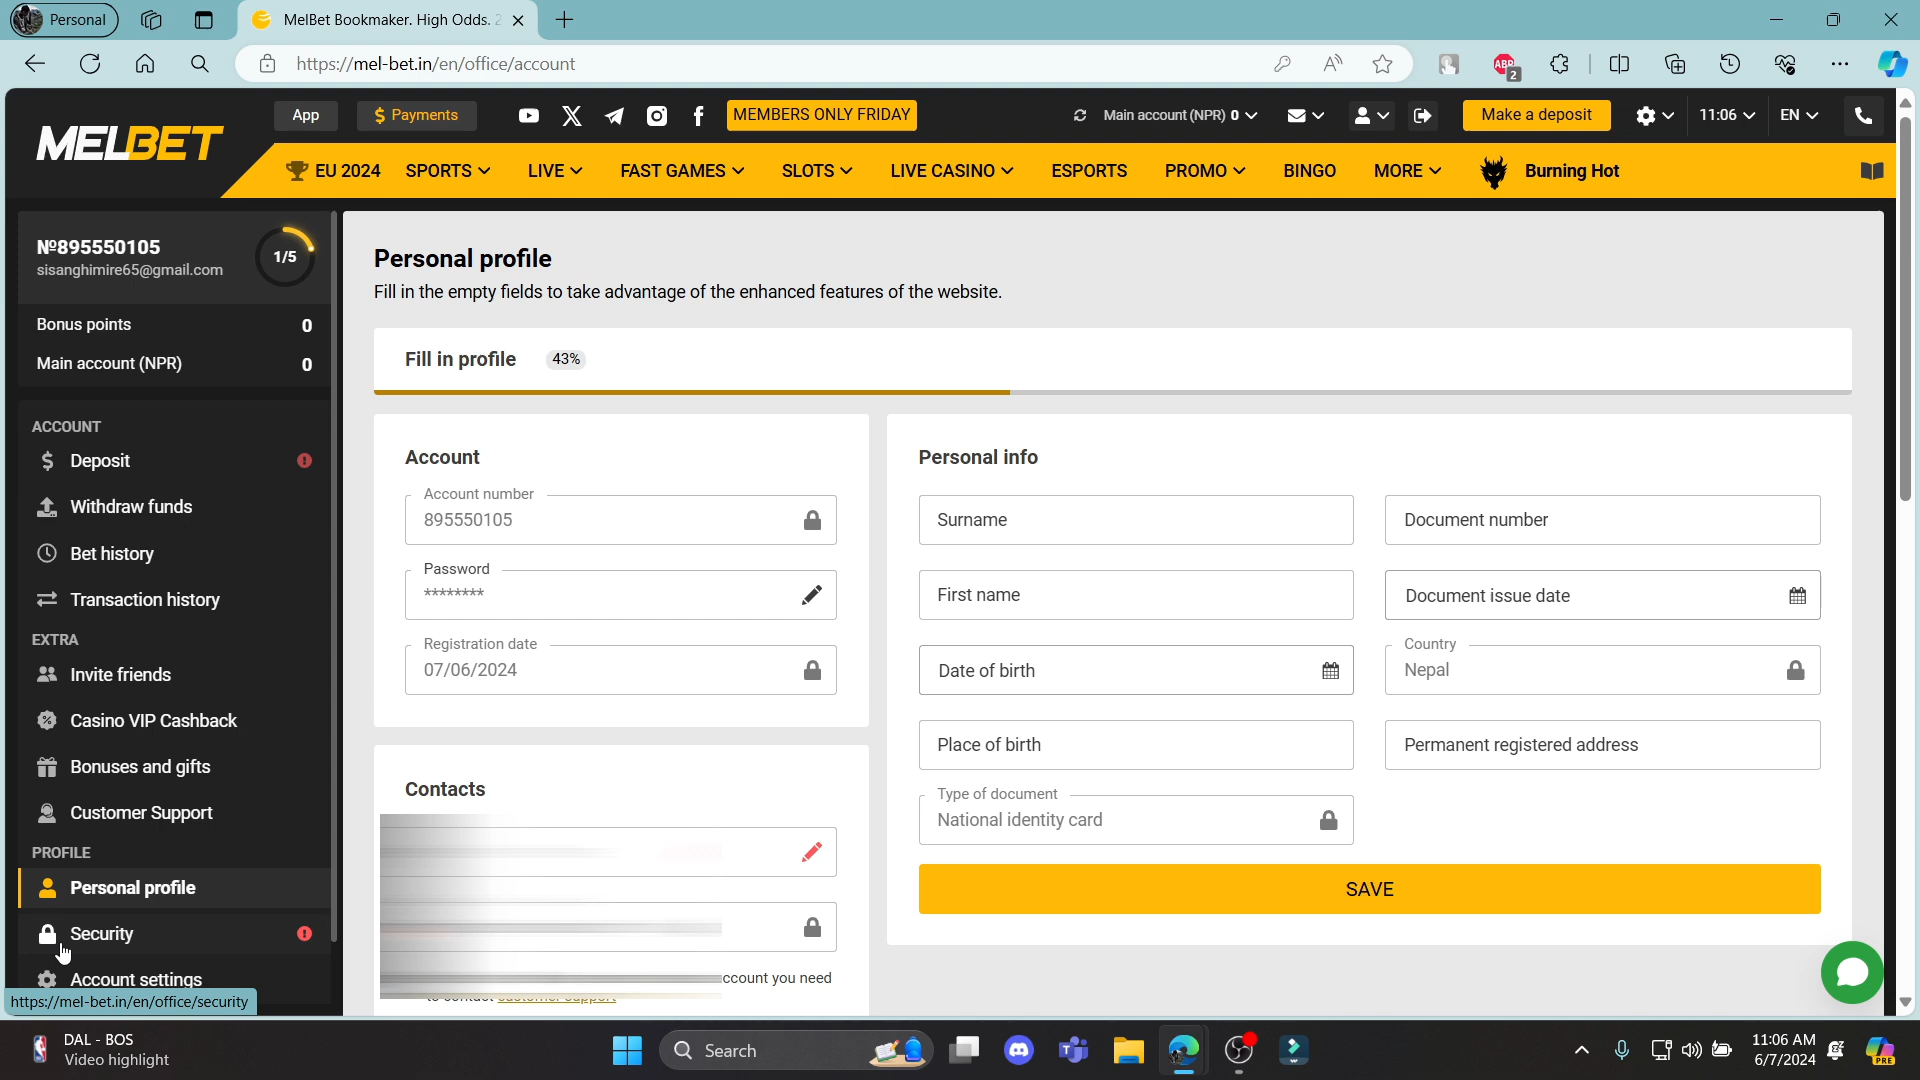 Personal
MelBet Bookmaker. High Odds. 2
https://mel-bet.in/en/office/account
ABP
2
MELBET
App
$ Payments
MEMBERS ONLY FRIDAY
Main account (NPR) 0
Make a deposit
11:06
EN
EU 2024
SPORTS
LIVE
FAST GAMES
SLOTS
LIVE CASINO
ESPORTS
PROMO
BINGO
MORE
Burning Hot
№895550105
sisanghimire65@gmail.com
1/5
Bonus points 0
Main account (NPR) 0
ACCOUNT
Deposit
Withdraw funds
Bet history
Transaction history
EXTRA
Invite friends
Casino VIP Cashback
Bonuses and gifts
Customer Support
PROFILE
Personal profile
Security
Account settings
https://mel-bet.in/en/office/security
Personal profile
Fill in the empty fields to take advantage of the enhanced features of the website.
Fill in profile 43%
Account
Account number
895550105
Password
********
Registration date
07/06/2024
Contacts
ccount you need
Personal info
Surname
Document number
First name
Document issue date
Date of birth
Country
Nepal
Place of birth
Permanent registered address
Type of document
National identity card
SAVE
DAL - BOS
Video highlight
Search
11:06 AM
6/7/2024
PRE